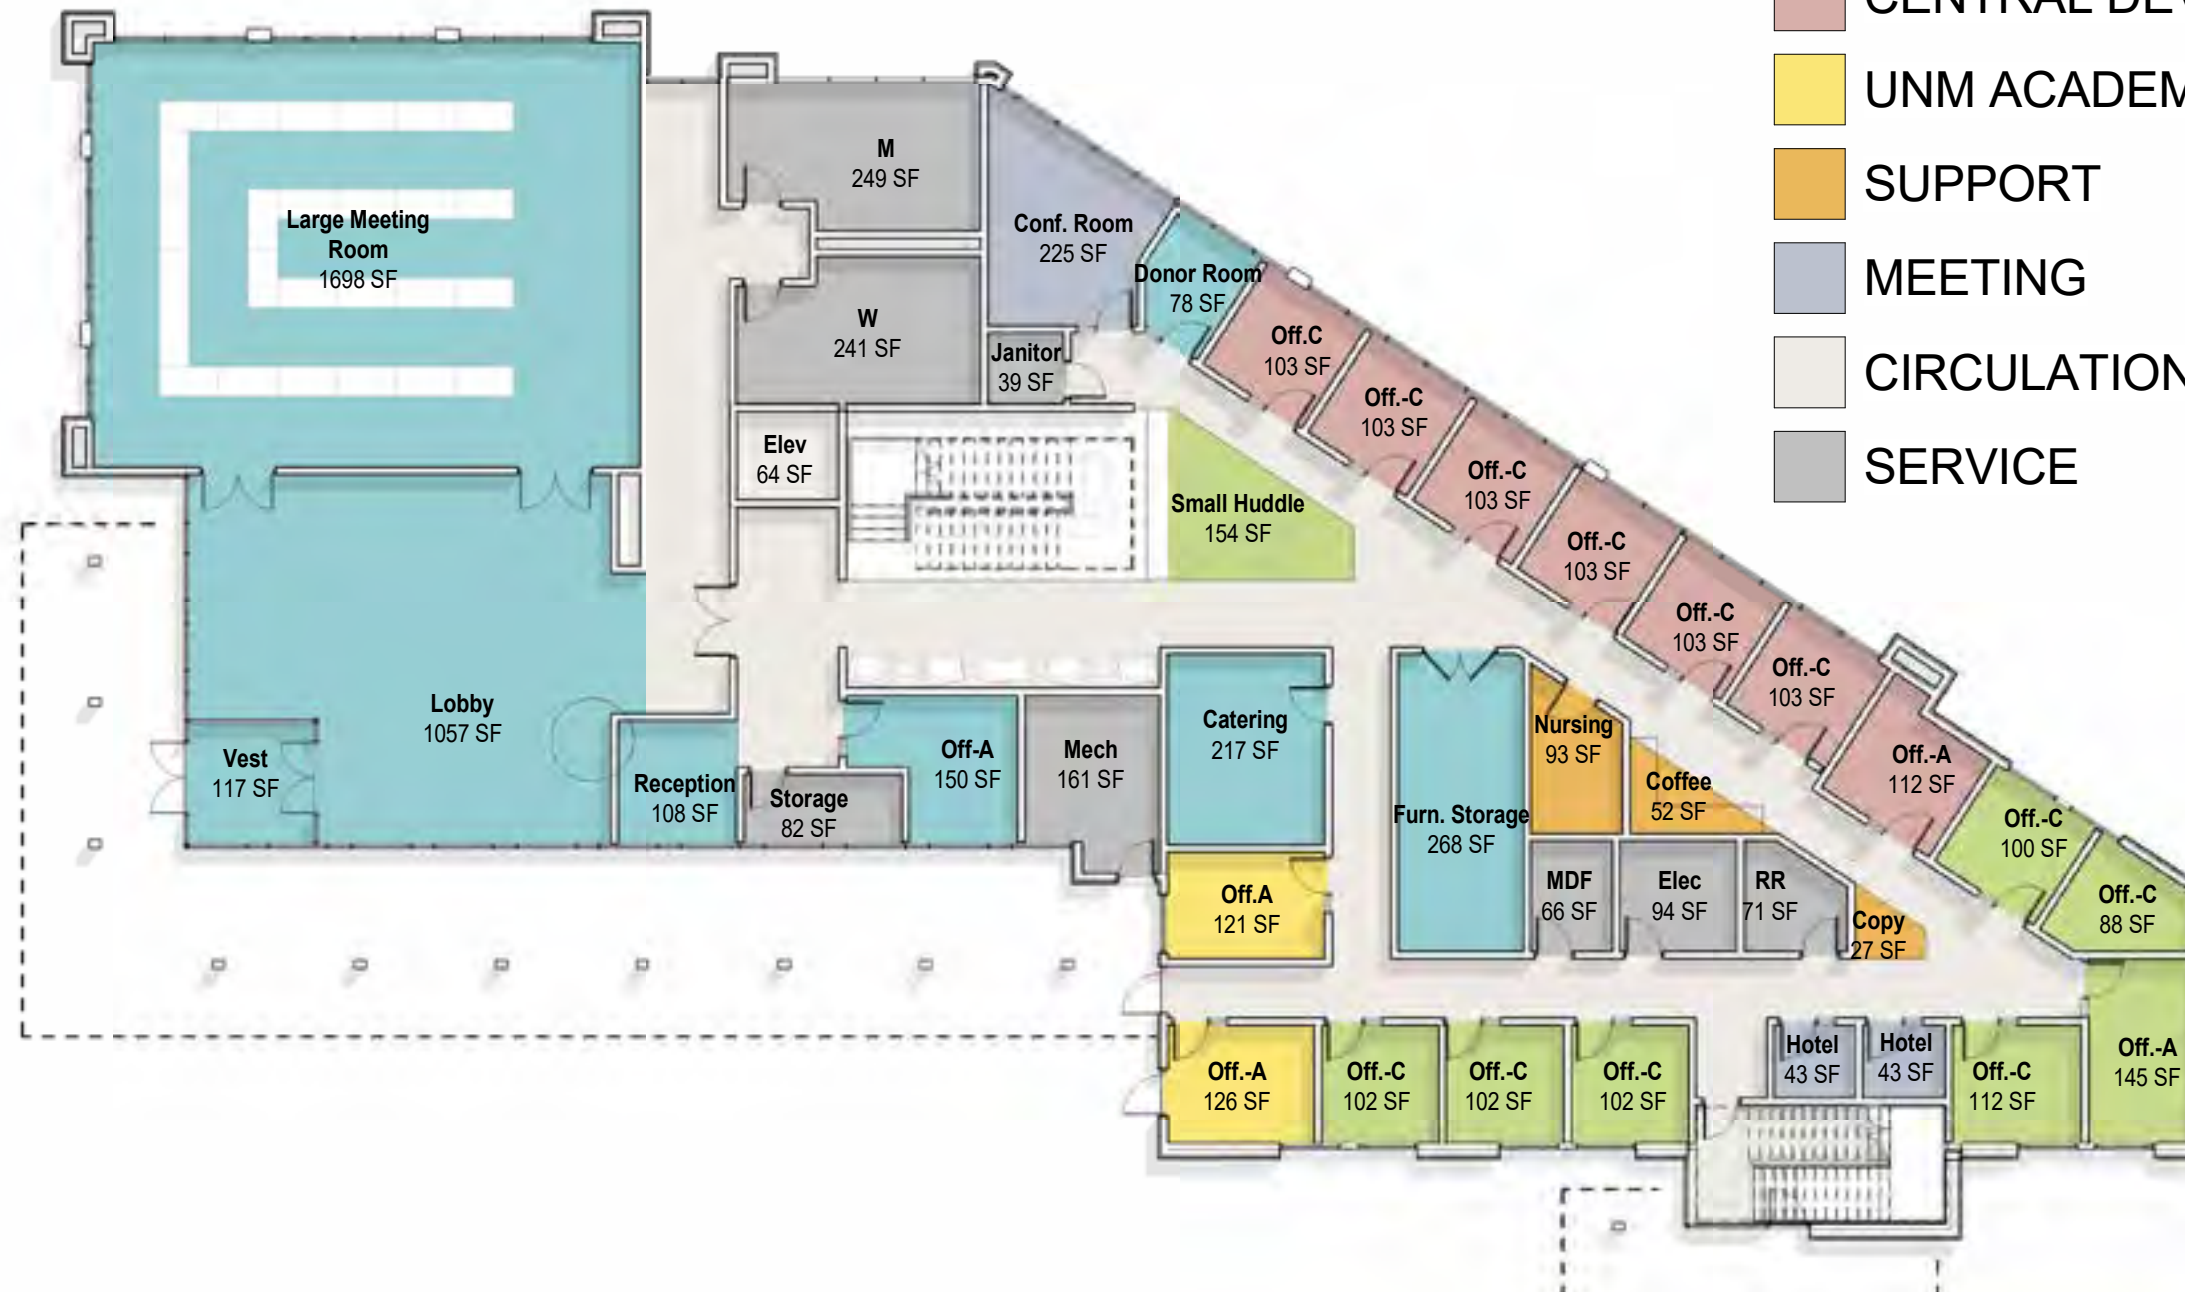 CENTRAL DEV
UNM ACADEM
SUPPORT
MEETING
CIRCULATION
SERVICE
Large Meeting
Room
1698 SF
M
249 SF
W
241 SF
Conf. Room
225 SF
Donor Room
78 SF
Janitor
39 SF
Elev
64 SF
Small Huddle
154 SF
Off.C
103 SF
Off.-C
103 SF
Off.-C
103 SF
Off.-C
103 SF
Off.-C
103 SF
Off.-C
103 SF
Off.-A
112 SF
Off.-C
100 SF
Off.-C
88 SF
Lobby
1057 SF
Vest
117 SF
Reception
108 SF
Storage
82 SF
Off-A
150 SF
Mech
161 SF
Catering
217 SF
Furn. Storage
268 SF
Nursing
93 SF
Coffee
52 SF
Off.A
121 SF
MDF
66 SF
Elec
94 SF
RR
71 SF
Copy
27 SF
Off.-A
126 SF
Off.-C
102 SF
Off.-C
102 SF
Off.-C
102 SF
Hotel
43 SF
Hotel
43 SF
Off.-C
112 SF
Off.-A
145 SF